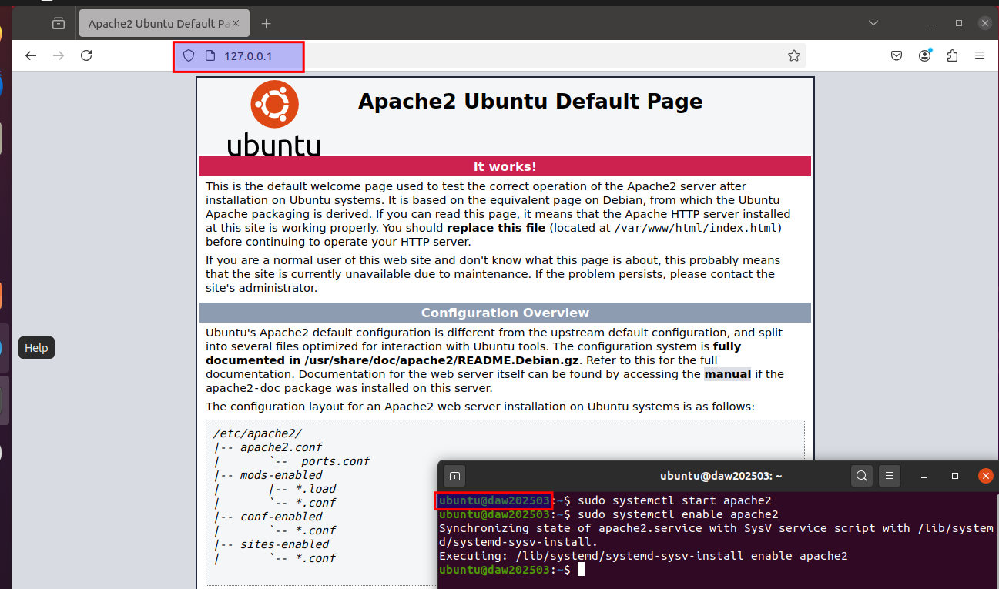 Apache2 Ubuntu Default Pa
127.0.0.1
ubuntu
Apache2 Ubuntu Default Page
It works!
This is the default welcome page used to test the correct operation of the Apache2 server after
installation on Ubuntu systems. It is based on the equivalent page on Debian, from which the Ubuntu
Apache packaging is derived. If you can read this page, it means that the Apache HTTP server installed
at this site is working properly. You should replace this file (located at /var/www/html/index.html)
before continuing to operate your HTTP server.
If you are a normal user of this web site and don't know what this page is about, this probably means
that the site is currently unavailable due to maintenance. If the problem persists, please contact the
site's administrator.
Configuration Overview
Ubuntu's Apache2 default configuration is different from the upstream default configuration, and split
into several files optimized for interaction with Ubuntu tools. The configuration system is fully
documented in /usr/share/doc/apache2/README.Debian.gz. Refer to this for the full
documentation. Documentation for the web server itself can be found by accessing the manual if the
apache2-doc package was installed on this server.
The configuration layout for an Apache2 web server installation on Ubuntu systems is as follows:
/etc/apache2/
|-- apache2.conf
|       `--  ports.conf
|-- mods-enabled
|       |-- *.load
|       `-- *.conf
|-- conf-enabled
|       `-- *.conf
|-- sites-enabled
|       `-- *.conf
Help
ubuntu@daw202503: ~
ubuntu@daw202503:~$ sudo systemctl start apache2
ubuntu@daw202503:~$ sudo systemctl enable apache2
Synchronizing state of apache2.service with SysV service script with /lib/system
d/systemd-sysv-install.
Executing: /lib/systemd/systemd-sysv-install enable apache2
ubuntu@daw202503:~$